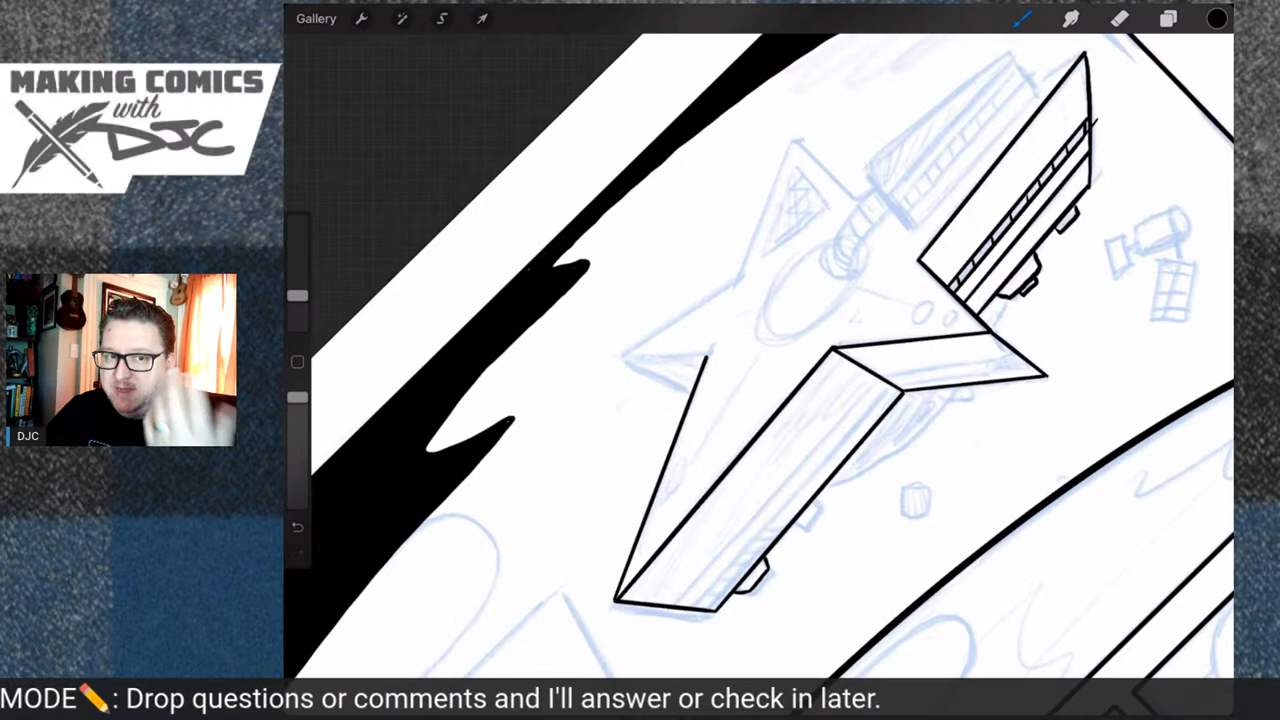 Gallery
MAKING COMICS
with
DJC
DJC
MODE✏️: Drop questions or comments and I'll answer or check in later.